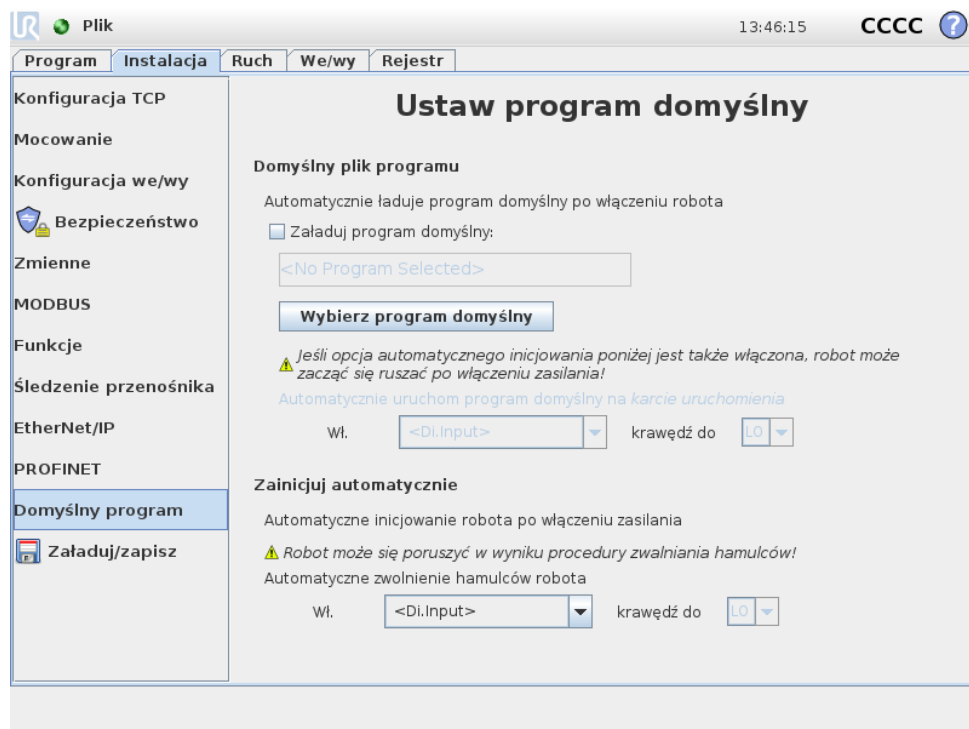 UR Plik 13:46:15 CCCC ?
Program Instalacja Ruch We/wy Rejestr
Konfiguracja TCP
Mocowanie
Konfiguracja we/wy
Bezpieczeństwo
Zmienne
MODBUS
Funkcje
Śledzenie przenośnika
EtherNet/IP
PROFINET
Domyślny program
Załaduj/zapisz
Ustaw program domyślny
Domyślny plik programu
Automatycznie ładuje program domyślny po włączeniu robota
Załaduj program domyślny:
<No Program Selected>
Wybierz program domyślny
Jeśli opcja automatycznego inicjowania poniżej jest także włączona, robot może
zacząć się ruszać po włączeniu zasilania!
Automatycznie uruchom program domyślny na karcie uruchomienia
Wł. <Di.Input> krawędź do LO
Zainicjuj automatycznie
Automatyczne inicjowanie robota po włączeniu zasilania
Robot może się poruszyć w wyniku procedury zwalniania hamulców!
Automatyczne zwolnienie hamulców robota
Wł. <Di.Input> krawędź do LO